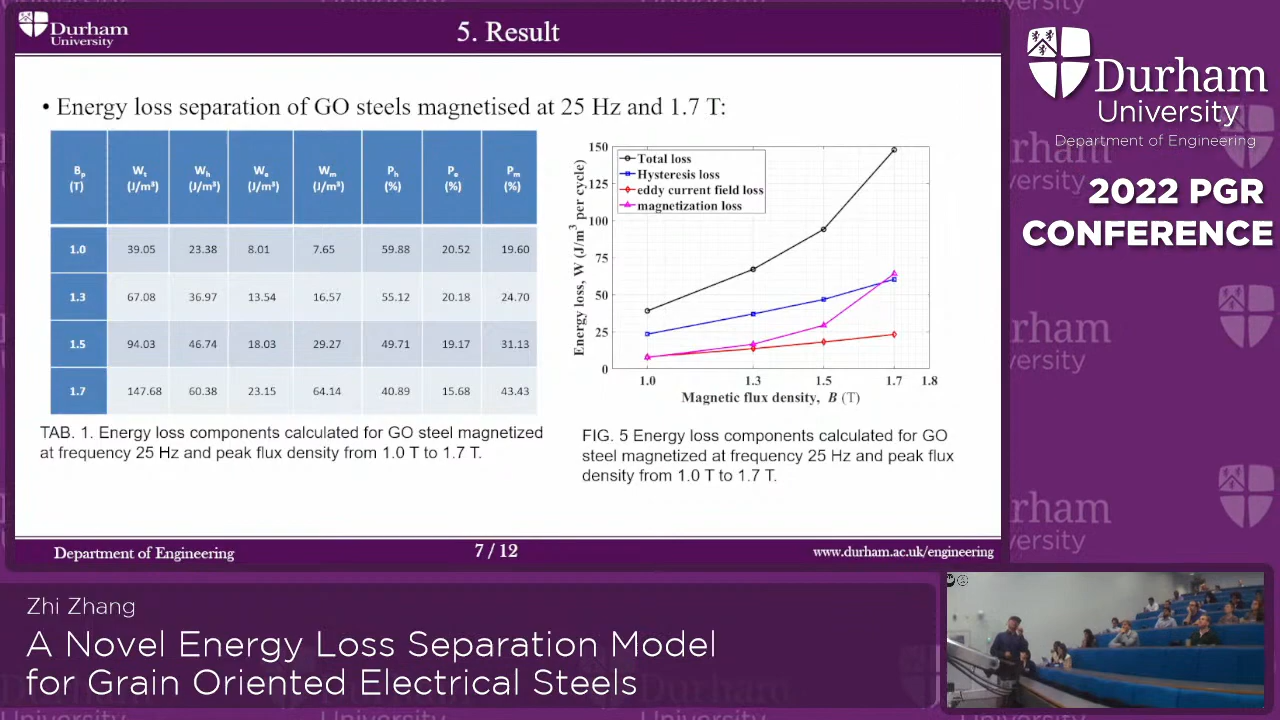 Durham
University
5. Result
• Energy loss separation of GO steels magnetised at 25 Hz and 1.7 T:
Bp (T) Wt (J/m³) Wh (J/m³) We (J/m³) Wm (J/m³) Ph (%) Pe (%) Pm (%)
1.0 39.05 23.38 8.01 7.65 59.88 20.52 19.60
1.3 67.08 36.97 13.54 16.57 55.12 20.18 24.70
1.5 94.03 46.74 18.03 29.27 49.71 19.17 31.13
1.7 147.68 60.38 23.15 64.14 40.89 15.68 43.43
TAB. 1. Energy loss components calculated for GO steel magnetized
at frequency 25 Hz and peak flux density from 1.0 T to 1.7 T.
Energy loss, W (J/m³ per cycle)
150
125
100
75
50
25
0
Total loss
Hysteresis loss
eddy current field loss
magnetization loss
1.0 1.3 1.5 1.7 1.8
Magnetic flux density, B (T)
FIG. 5 Energy loss components calculated for GO
steel magnetized at frequency 25 Hz and peak flux
density from 1.0 T to 1.7 T.
Department of Engineering
7 / 12
www.durham.ac.uk/engineering
Durham
University
Department of Engineering
2022 PGR
CONFERENCE
Zhi Zhang
A Novel Energy Loss Separation Model
for Grain Oriented Electrical Steels